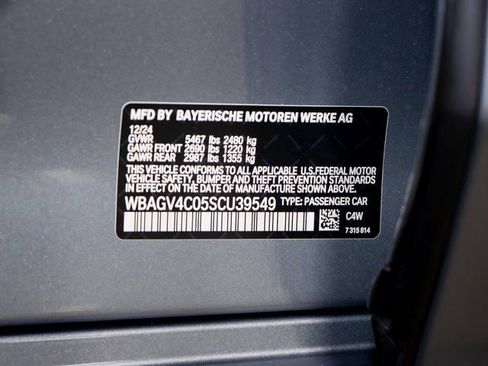 MFD BY BAYERISCHE MOTOREN WERKE AG
12/24
GVWR 5467 lbs 2480 kg
GAWR FRONT 2690 lbs 1220 kg
GAWR REAR 2987 lbs 1355 kg
THIS VEHICLE CONFORMS TO ALL APPLICABLE U.S.FEDERAL MOTOR
VEHICLE SAFETY, BUMPER AND THEFT PREVENTION STANDARDS
IN EFFECT ON THE DATE OF MANUFACTURE SHOWN ABOVE.
WBAGV4C05SCU39549 TYPE: PASSENGER CAR
C4W
7 315 814